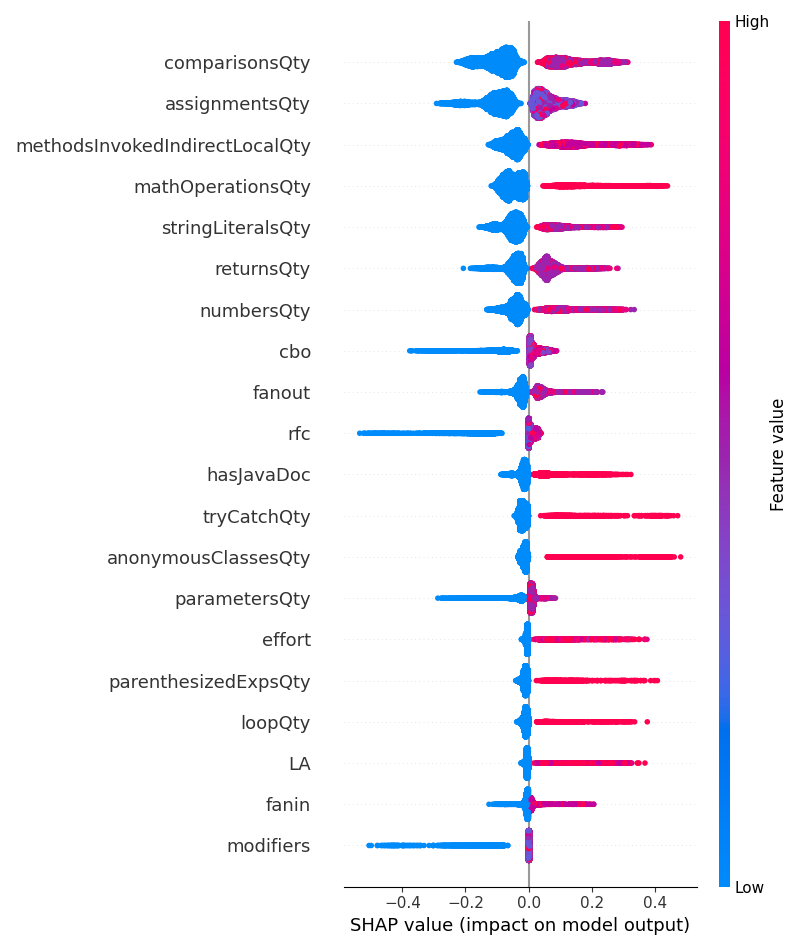 High
comparisonsQty
assignmentsQty
methodsInvokedIndirectLocalQty
mathOperationsQty
stringLiteralsQty
returnsQty
numbersQty
cbo
fanout
rfc
hasJavaDoc
tryCatchQty
anonymousClassesQty
parametersQty
effort
parenthesizedExpsQty
loopQty
LA
fanin
modifiers
Feature value
Low
−0.4 −0.2 0.0 0.2 0.4
SHAP value (impact on model output)